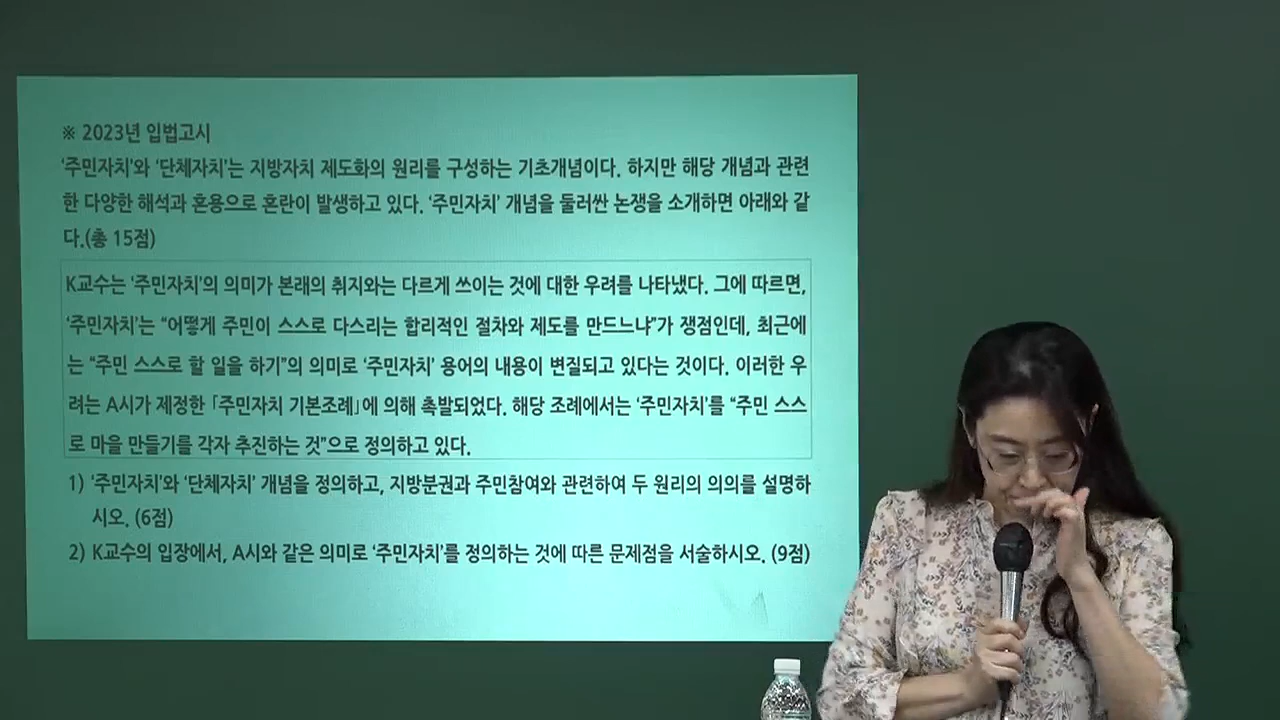 ※ 2023년 입법고시
‘주민자치’와 ‘단체자치’는 지방자치 제도화의 원리를 구성하는 기초개념이다. 하지만 해당 개념과 관련
한 다양한 해석과 혼용으로 혼란이 발생하고 있다. ‘주민자치’ 개념을 둘러싼 논쟁을 소개하면 아래와 같
다.(총 15점)
K교수는 ‘주민자치’의 의미가 본래의 취지와는 다르게 쓰이는 것에 대한 우려를 나타냈다. 그에 따르면,
‘주민자치’는 “어떻게 주민이 스스로 다스리는 합리적인 절차와 제도를 만드느냐”가 쟁점인데, 최근에
는 “주민 스스로 할 일을 하기”의 의미로 ‘주민자치’ 용어의 내용이 변질되고 있다는 것이다. 이러한 우
려는 A시가 제정한 「주민자치 기본조례」에 의해 촉발되었다. 해당 조례에서는 ‘주민자치’를 “주민 스스
로 마을 만들기를 각자 추진하는 것”으로 정의하고 있다.
1) ‘주민자치’와 ‘단체자치’ 개념을 정의하고, 지방분권과 주민참여와 관련하여 두 원리의 의의를 설명하
시오. (6점)
2) K교수의 입장에서, A시와 같은 의미로 ‘주민자치’를 정의하는 것에 따른 문제점을 서술하시오. (9점)